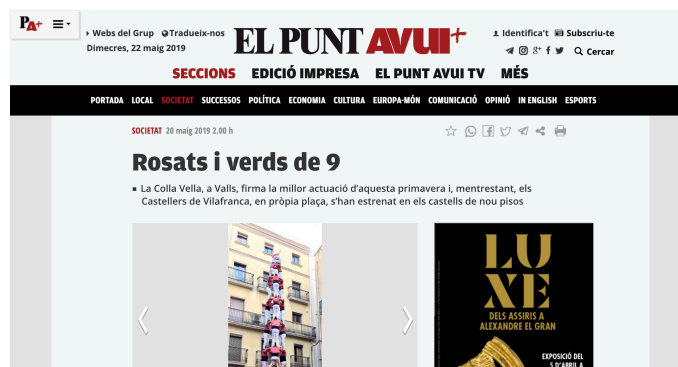 PA+
Webs del Grup Tradueix-nos
Dimecres, 22 maig 2019
EL PUNT AVUI+
Identifica't Subscriu-te
Cercar
SECCIONS EDICIÓ IMPRESA EL PUNT AVUI TV MÉS
PORTADA LOCAL SOCIETAT SUCCESSOS POLÍTICA ECONOMIA CULTURA EUROPA-MÓN COMUNICACIÓ OPINIÓ IN ENGLISH ESPORTS
SOCIETAT 20 maig 2019 2.00 h
Rosats i verds de 9
La Colla Vella, a Valls, firma la millor actuació d'aquesta primavera i, mentrestant, els
Castellers de Vilafranca, en pròpia plaça, s'han estrenat en els castells de nou pisos
LUXE
DELS ASSIRIS A
ALEXANDRE EL GRAN
EXPOSICIÓ DEL
5 D'ABRIL A